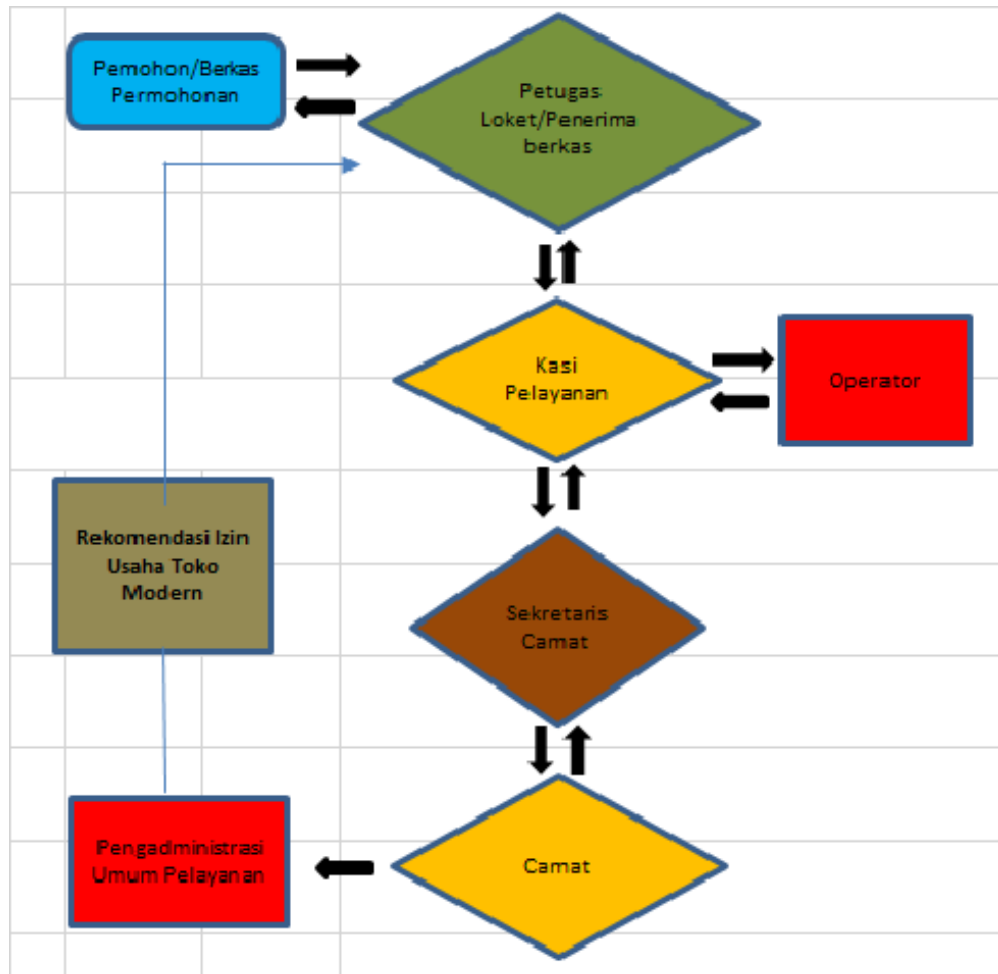 Pemohon/Berkas
Permohonan
Petugas
Loket/Penerima
berkas
Kasi
Pelayanan
Operator
Rekomendasi Izin
Usaha Toko
Modern
Sekretaris
Camat
Pengadministrasi
Umum Pelayanan
Camat